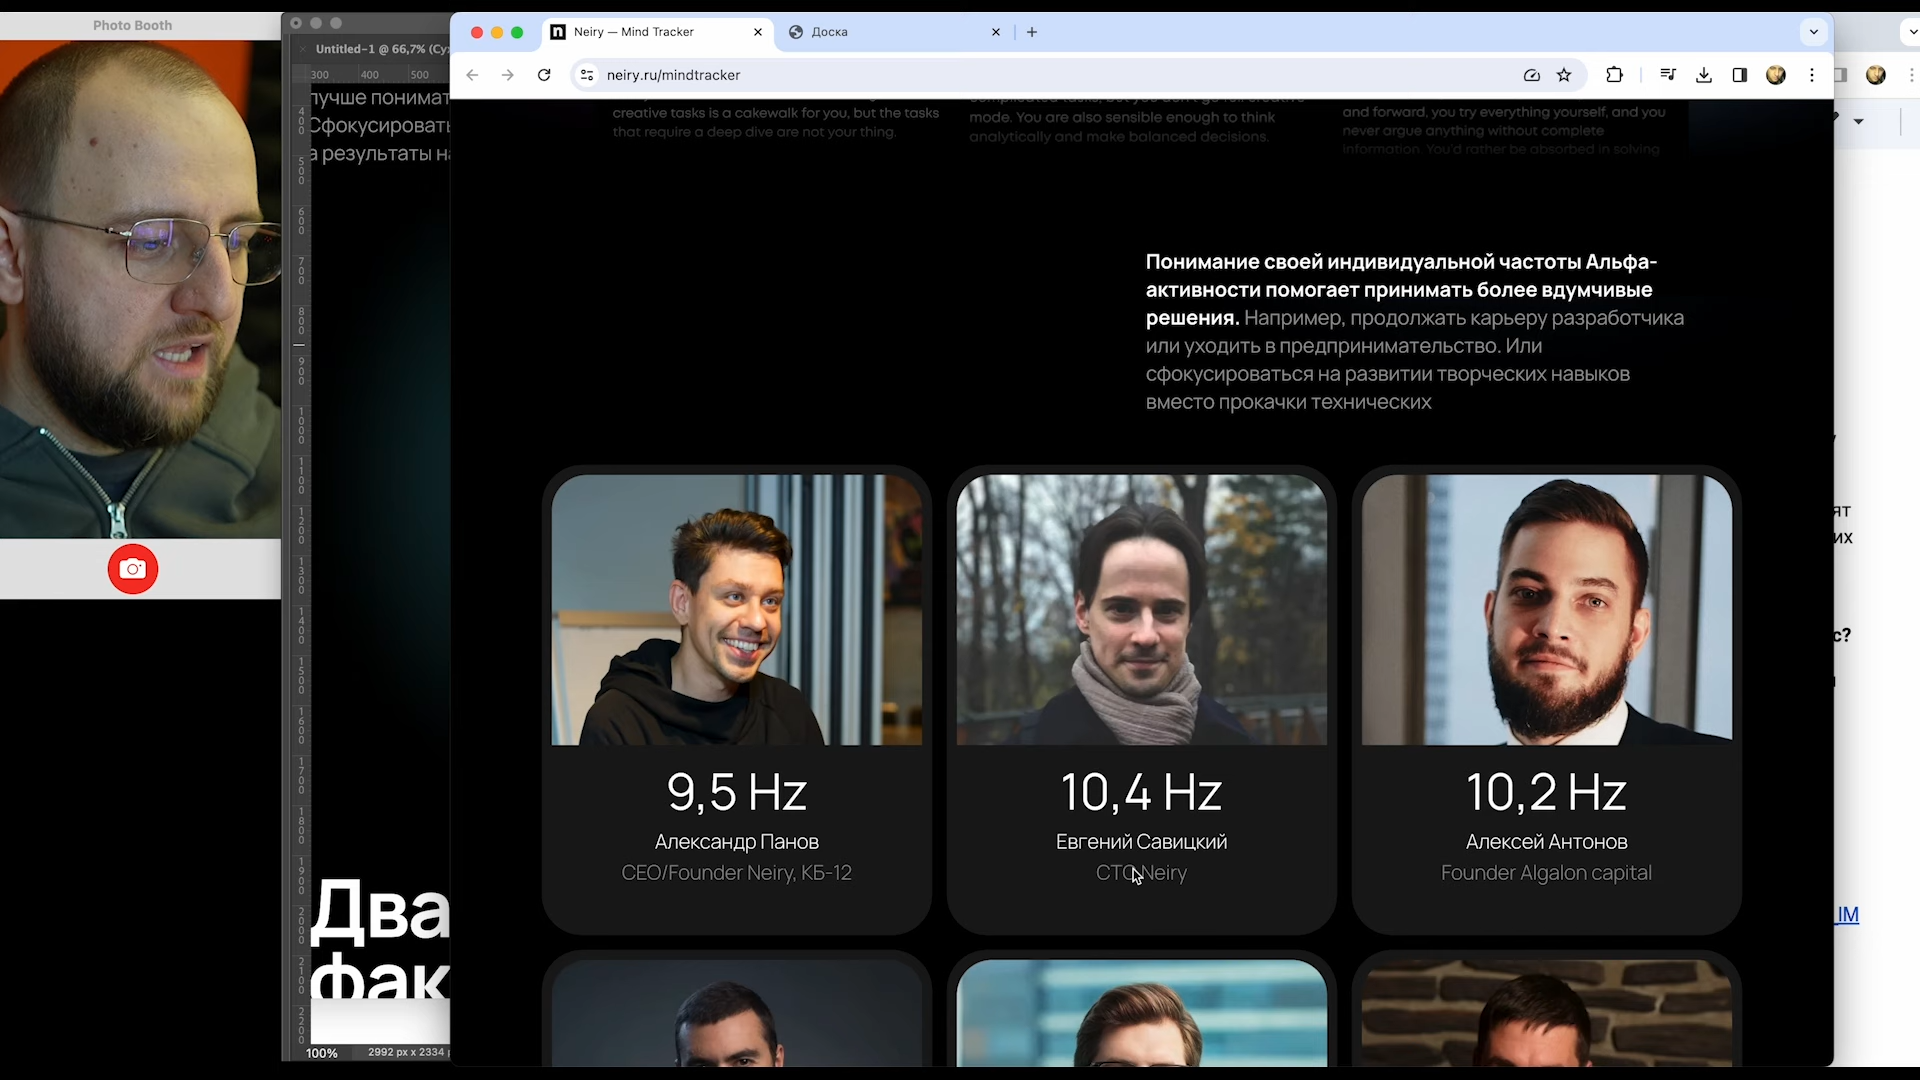 Photo Booth
Untitled-1 @ 66,7% (Су
300 400 500
лучше понимат
Сфокусировать
а результаты на
Два
фак
100% 2992 px x 2334 p
Neiry — Mind Tracker
Доска
neiry.ru/mindtracker
creative tasks is a cakewalk for you, but the tasks
that require a deep dive are not your thing.
mode. You are also sensible enough to think
analytically and make balanced decisions.
and forward, you try everything yourself, and you
never argue anything without complete
information. You'd rather be absorbed in solving
Понимание своей индивидуальной частоты Альфа-
активности помогает принимать более вдумчивые
решения. Например, продолжать карьеру разработчика
или уходить в предпринимательство. Или
сфокусироваться на развитии творческих навыков
вместо прокачки технических
9,5 Hz
Александр Панов
CEO/Founder Neiry, КБ-12
10,4 Hz
Евгений Савицкий
CTO Neiry
10,2 Hz
Алексей Антонов
Founder Algalon capital
ят
их
с?
IM